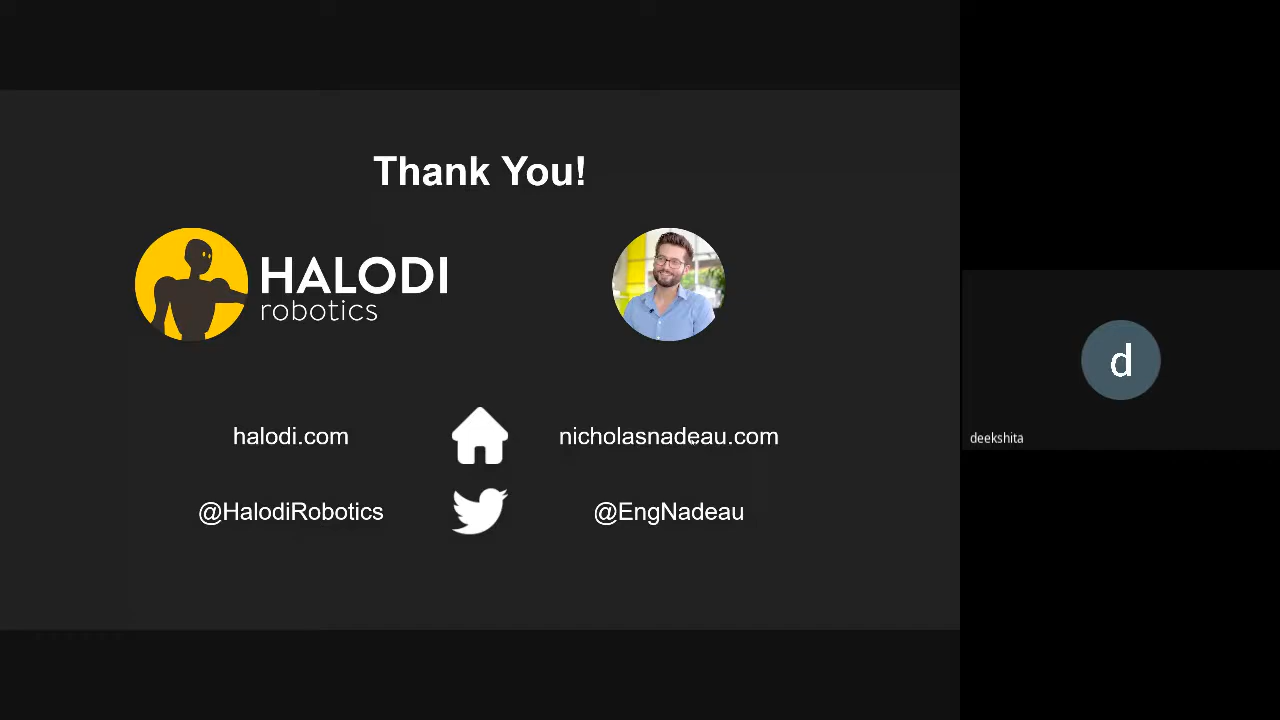 Thank You!
HALODI
robotics
halodi.com
nicholasnadeau.com
@HalodiRobotics
@EngNadeau
d
deekshita